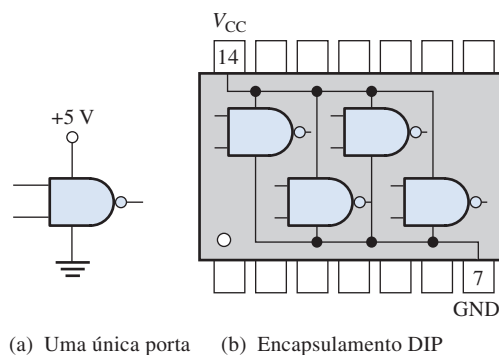 V_CC
14
+5 V
7
GND
(a) Uma única porta (b) Encapsulamento DIP